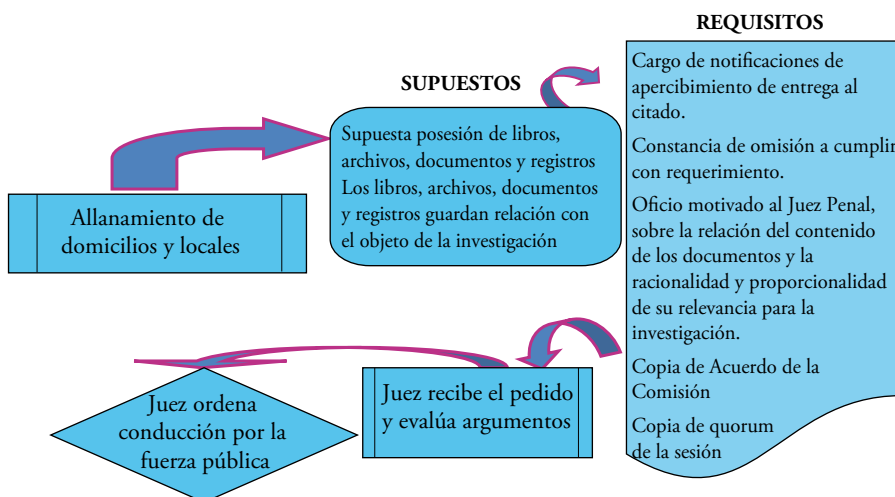 REQUISITOS
Cargo de notificaciones de
apercibimiento de entrega al
citado.
Constancia de omisión a cumplir
con requerimiento.
Oficio motivado al Juez Penal,
sobre la relación del contenido
de los documentos y la
racionalidad y proporcionalidad
de su relevancia para la
investigación.
Copia de Acuerdo de la
Comisión
Copia de quorum
de la sesión
SUPUESTOS
Supuesta posesión de libros,
archivos, documentos y registros
Los libros, archivos, documentos
y registros guardan relación con
el objeto de la investigación
Allanamiento de
domicilios y locales
Juez recibe el pedido
y evalúa argumentos
Juez ordena
conducción por la
fuerza pública